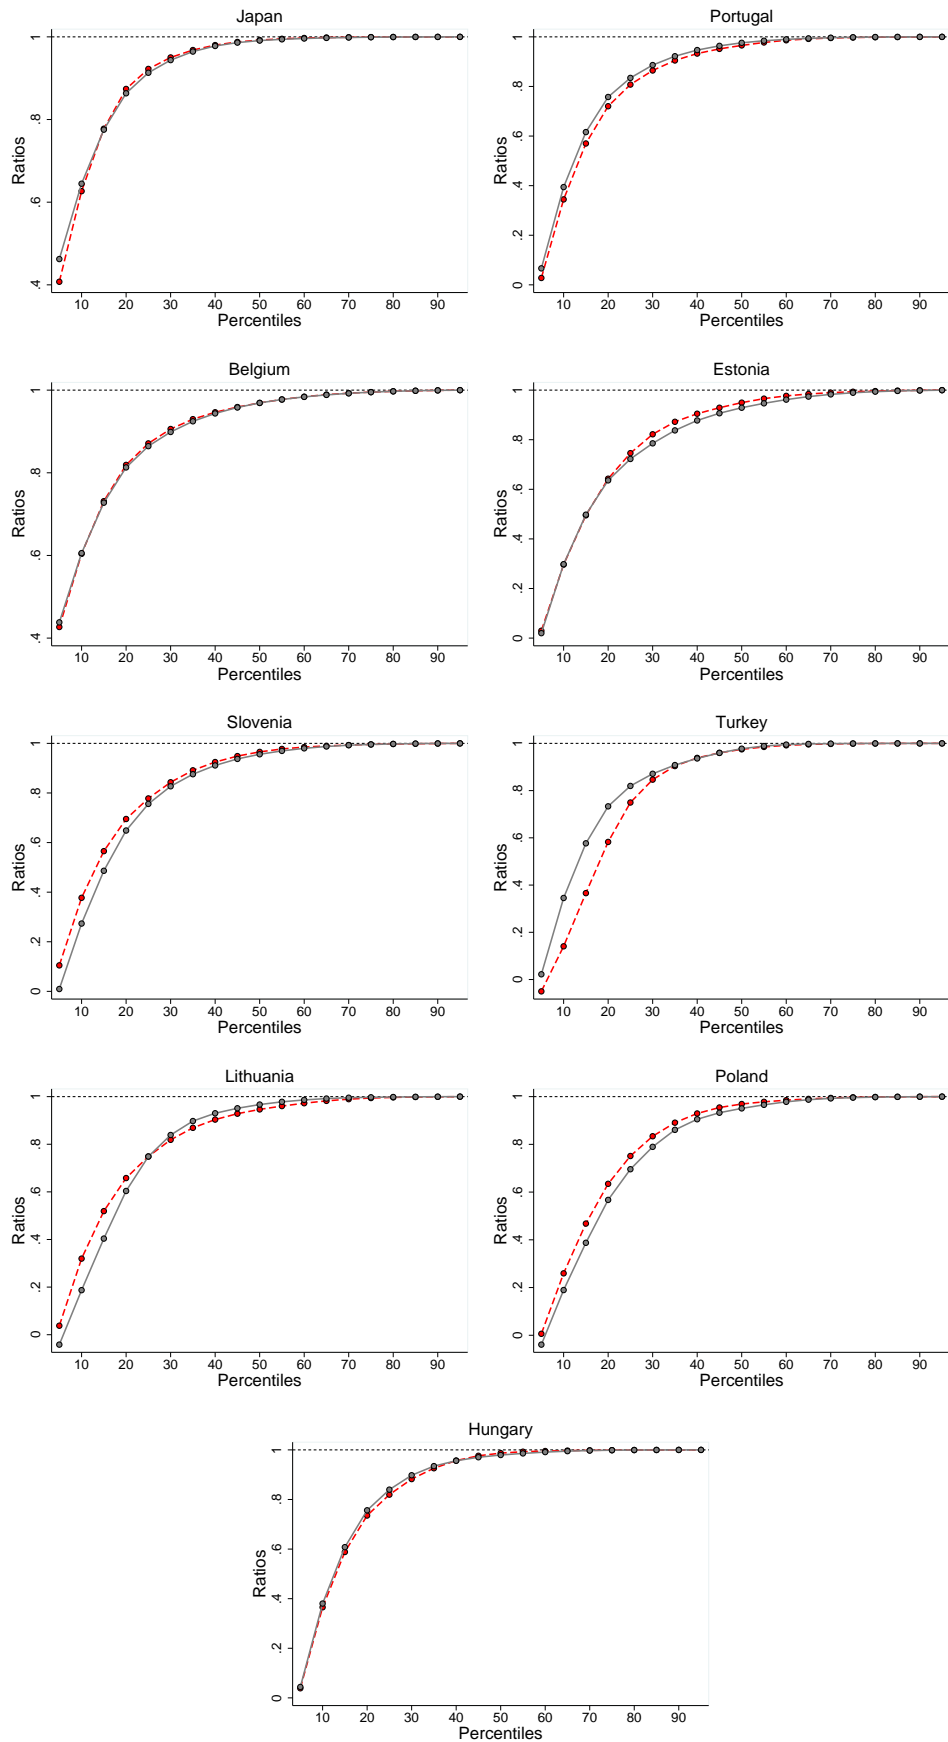 Japan
Ratios
.4 .6 .8 1
10 20 30 40 50 60 70 80 90
Percentiles
Portugal
Ratios
0 .2 .4 .6 .8 1
10 20 30 40 50 60 70 80 90
Percentiles
Belgium
Ratios
.4 .6 .8 1
10 20 30 40 50 60 70 80 90
Percentiles
Estonia
Ratios
0 .2 .4 .6 .8 1
10 20 30 40 50 60 70 80 90
Percentiles
Slovenia
Ratios
0 .2 .4 .6 .8 1
10 20 30 40 50 60 70 80 90
Percentiles
Turkey
Ratios
0 .2 .4 .6 .8 1
10 20 30 40 50 60 70 80 90
Percentiles
Lithuania
Ratios
0 .2 .4 .6 .8 1
10 20 30 40 50 60 70 80 90
Percentiles
Poland
Ratios
0 .2 .4 .6 .8 1
10 20 30 40 50 60 70 80 90
Percentiles
Hungary
Ratios
0 .2 .4 .6 .8 1
10 20 30 40 50 60 70 80 90
Percentiles